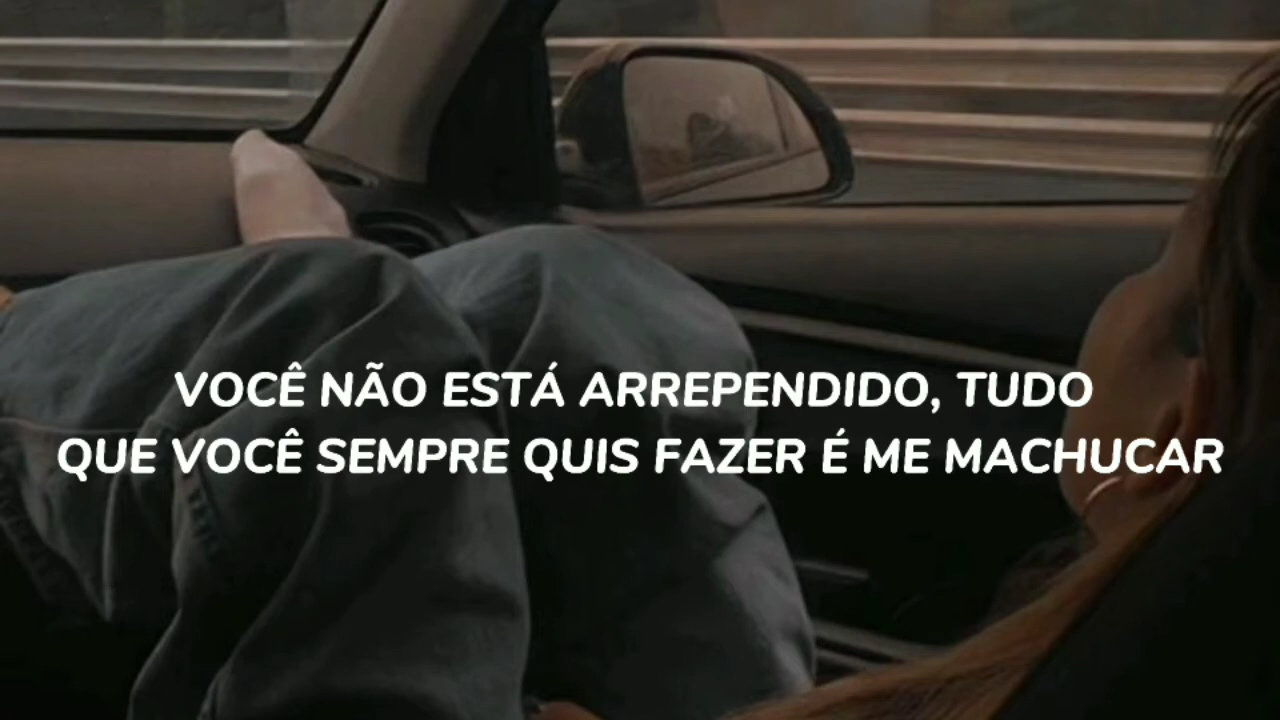 VOCÊ NÃO ESTÁ ARREPENDIDO, TUDO
QUE VOCÊ SEMPRE QUIS FAZER É ME MACHUCAR